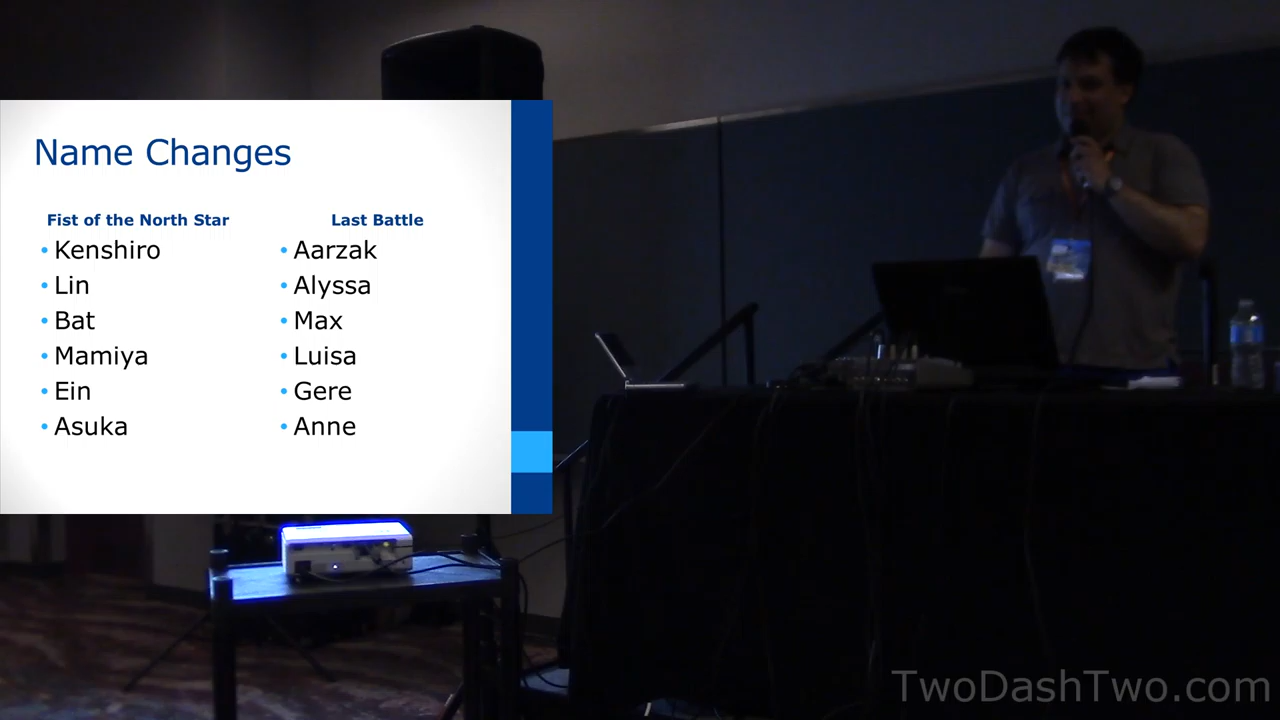 Name Changes
Fist of the North Star
• Kenshiro
• Lin
• Bat
• Mamiya
• Ein
• Asuka
Last Battle
• Aarzak
• Alyssa
• Max
• Luisa
• Gere
• Anne
TwoDashTwo.com